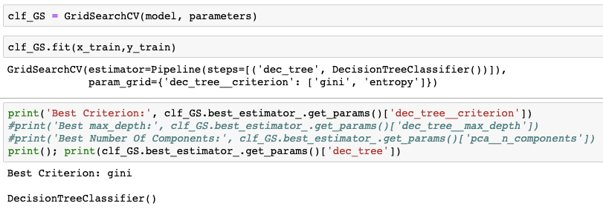 clf_GS = GridSearchCV(model, parameters)
clf_GS.fit(x_train,y_train)
GridSearchCV(estimator=Pipeline(steps=[('dec_tree', DecisionTreeClassifier())]),
             param_grid={'dec_tree__criterion': ['gini', 'entropy']})
print('Best Criterion:', clf_GS.best_estimator_.get_params()['dec_tree__criterion'])
#print('Best max_depth:', clf_GS.best_estimator_.get_params()['dec_tree__max_depth'])
#print('Best Number Of Components:', clf_GS.best_estimator_.get_params()['pca__n_components'])
print(); print(clf_GS.best_estimator_.get_params()['dec_tree'])
Best Criterion: gini
DecisionTreeClassifier()